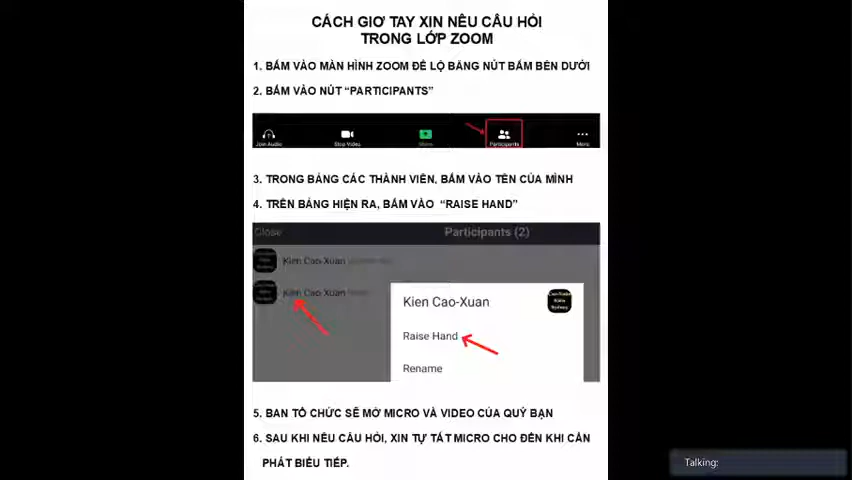 CÁCH GIƠ TAY XIN NÊU CÂU HỎI
TRONG LỚP ZOOM
1. BẤM VÀO MÀN HÌNH ZOOM ĐỂ LỘ BẢNG NÚT BẤM BÊN DƯỚI
2. BẤM VÀO NÚT “PARTICIPANTS”
Join Audio Stop Video Share Participants More
3. TRONG BẢNG CÁC THÀNH VIÊN, BẤM VÀO TÊN CỦA MÌNH
4. TRÊN BẢNG HIỆN RA, BẤM VÀO “RAISE HAND”
Close Participants (2)
Kien Cao-Xuan
Kien Cao-Xuan
Kien Cao-Xuan
Raise Hand
Rename
5. BAN TỔ CHỨC SẼ MỞ MICRO VÀ VIDEO CỦA QUÝ BẠN
6. SAU KHI NÊU CÂU HỎI, XIN TỰ TẮT MICRO CHO ĐẾN KHI CẦN
PHÁT BIỂU TIẾP.
Talking: